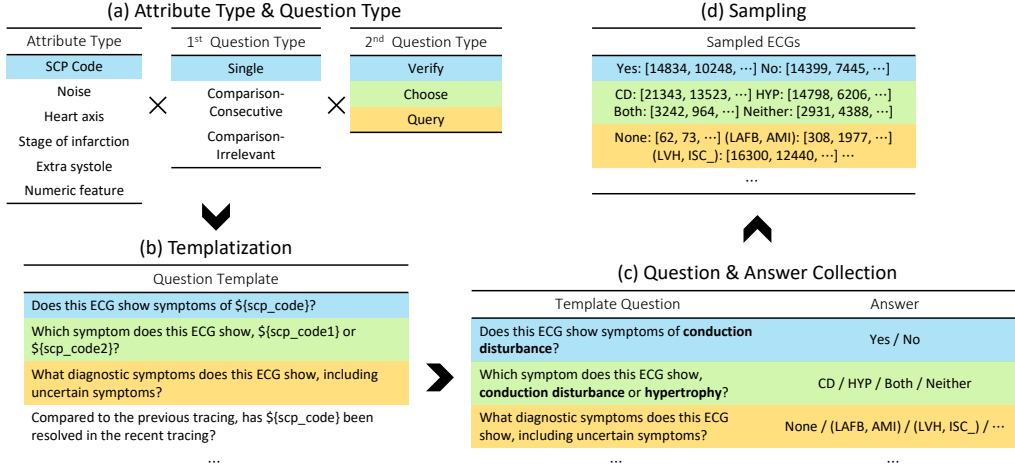 (a) Attribute Type & Question Type
Attribute Type
SCP Code
Noise
Heart axis
Stage of infarction
Extra systole
Numeric feature
×
1st Question Type
Single
Comparison-
Consecutive
Comparison-
Irrelevant
×
2nd Question Type
Verify
Choose
Query
(b) Templatization
Question Template
Does this ECG show symptoms of ${scp_code}?
Which symptom does this ECG show, ${scp_code1} or
${scp_code2}?
What diagnostic symptoms does this ECG show, including
uncertain symptoms?
Compared to the previous tracing, has ${scp_code} been
resolved in the recent tracing?
...
(c) Question & Answer Collection
Template Question Answer
Does this ECG show symptoms of conduction
disturbance?
Yes / No
Which symptom does this ECG show,
conduction disturbance or hypertrophy?
CD / HYP / Both / Neither
What diagnostic symptoms does this ECG
show, including uncertain symptoms?
None / (LAFB, AMI) / (LVH, ISC_) / ⋯
... ...
(d) Sampling
Sampled ECGs
Yes: [14834, 10248, ⋯] No: [14399, 7445, ⋯]
CD: [21343, 13523, ⋯] HYP: [14798, 6206, ⋯]
Both: [3242, 964, ⋯] Neither: [2931, 4388, ⋯]
None: [62, 73, ⋯] (LAFB, AMI): [308, 1977, ⋯]
(LVH, ISC_): [16300, 12440, ⋯] ⋯
...